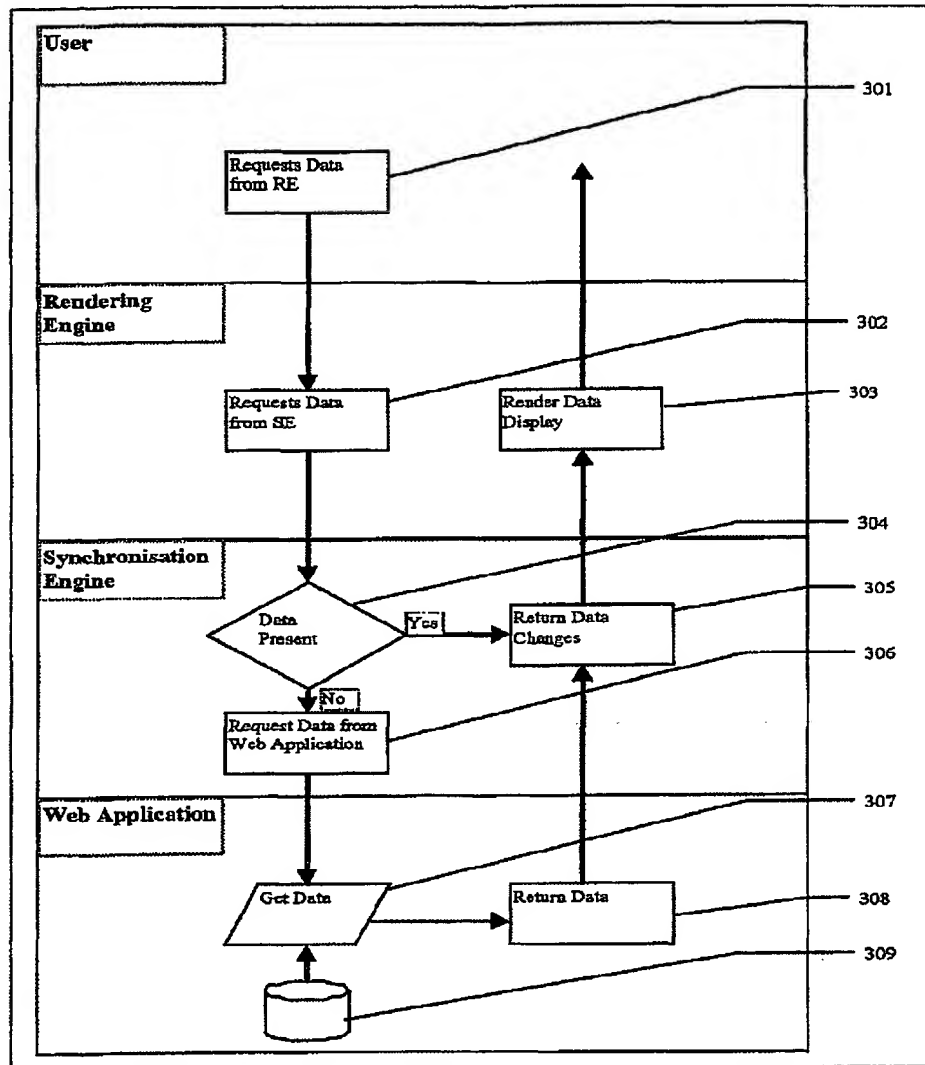 User
301
Requests Data
from RE
Rendering
Engine
302
Requests Data
from SE
Render Data
Display
303
304
Synchronisation
Engine
305
Data
Present
Yes
Return Data
Changes
306
No
Request Data from
Web Application
Web Application
307
Get Data
Return Data
308
309